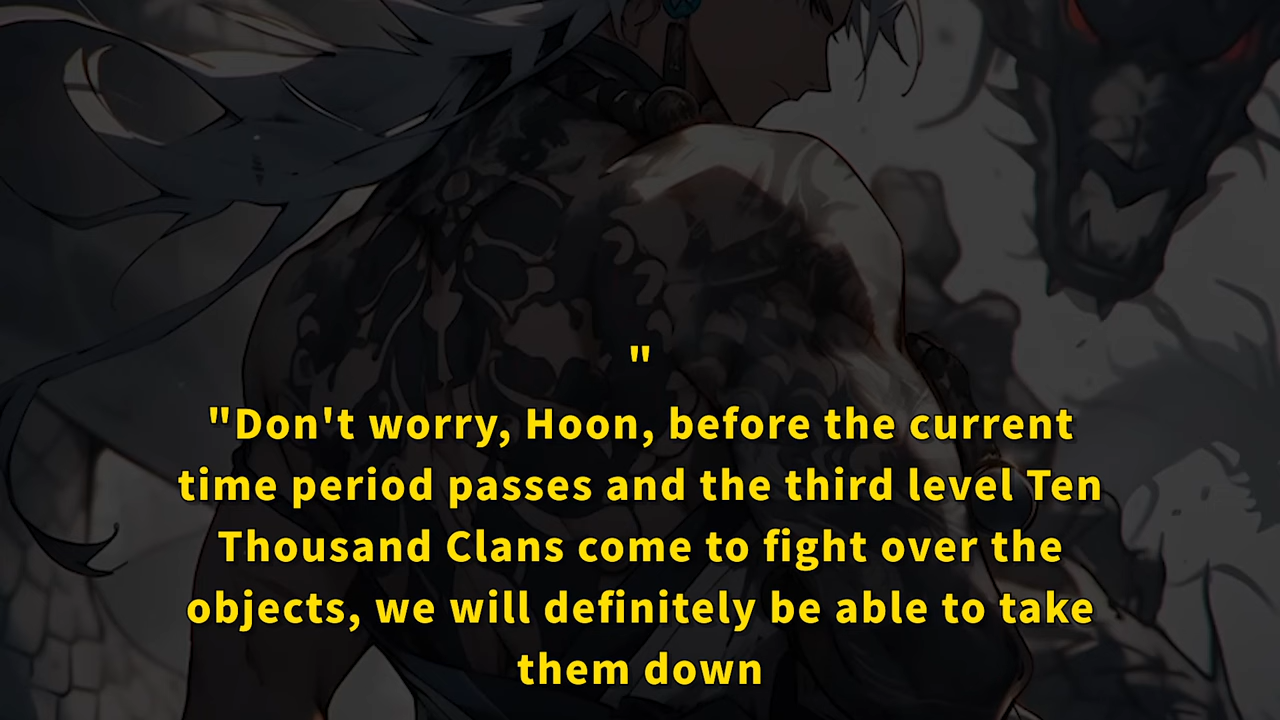 "
"Don't worry, Hoon, before the current
time period passes and the third level Ten
Thousand Clans come to fight over the
objects, we will definitely be able to take
them down